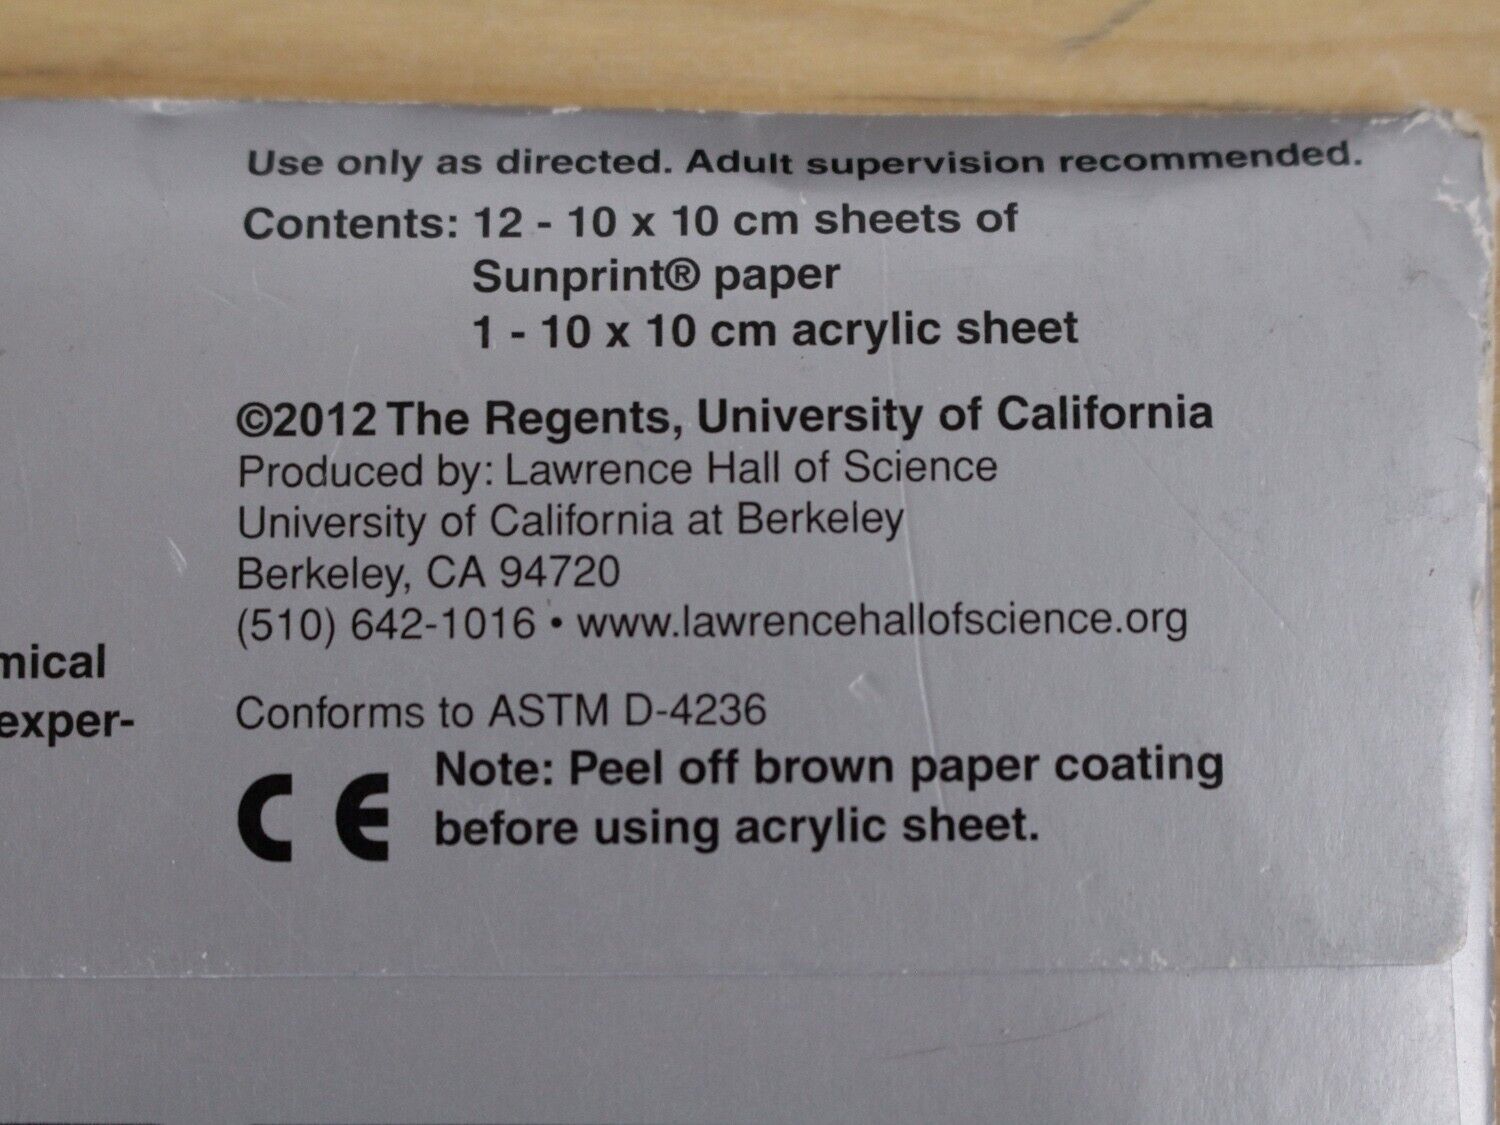 Use only as directed. Adult supervision recommended.
Contents: 12 - 10 x 10 cm sheets of
Sunprint® paper
1 - 10 x 10 cm acrylic sheet
©2012 The Regents, University of California
Produced by: Lawrence Hall of Science
University of California at Berkeley
Berkeley, CA 94720
(510) 642-1016 • www.lawrencehallofscience.org
mical
exper-
Conforms to ASTM D-4236
CE
Note: Peel off brown paper coating
before using acrylic sheet.